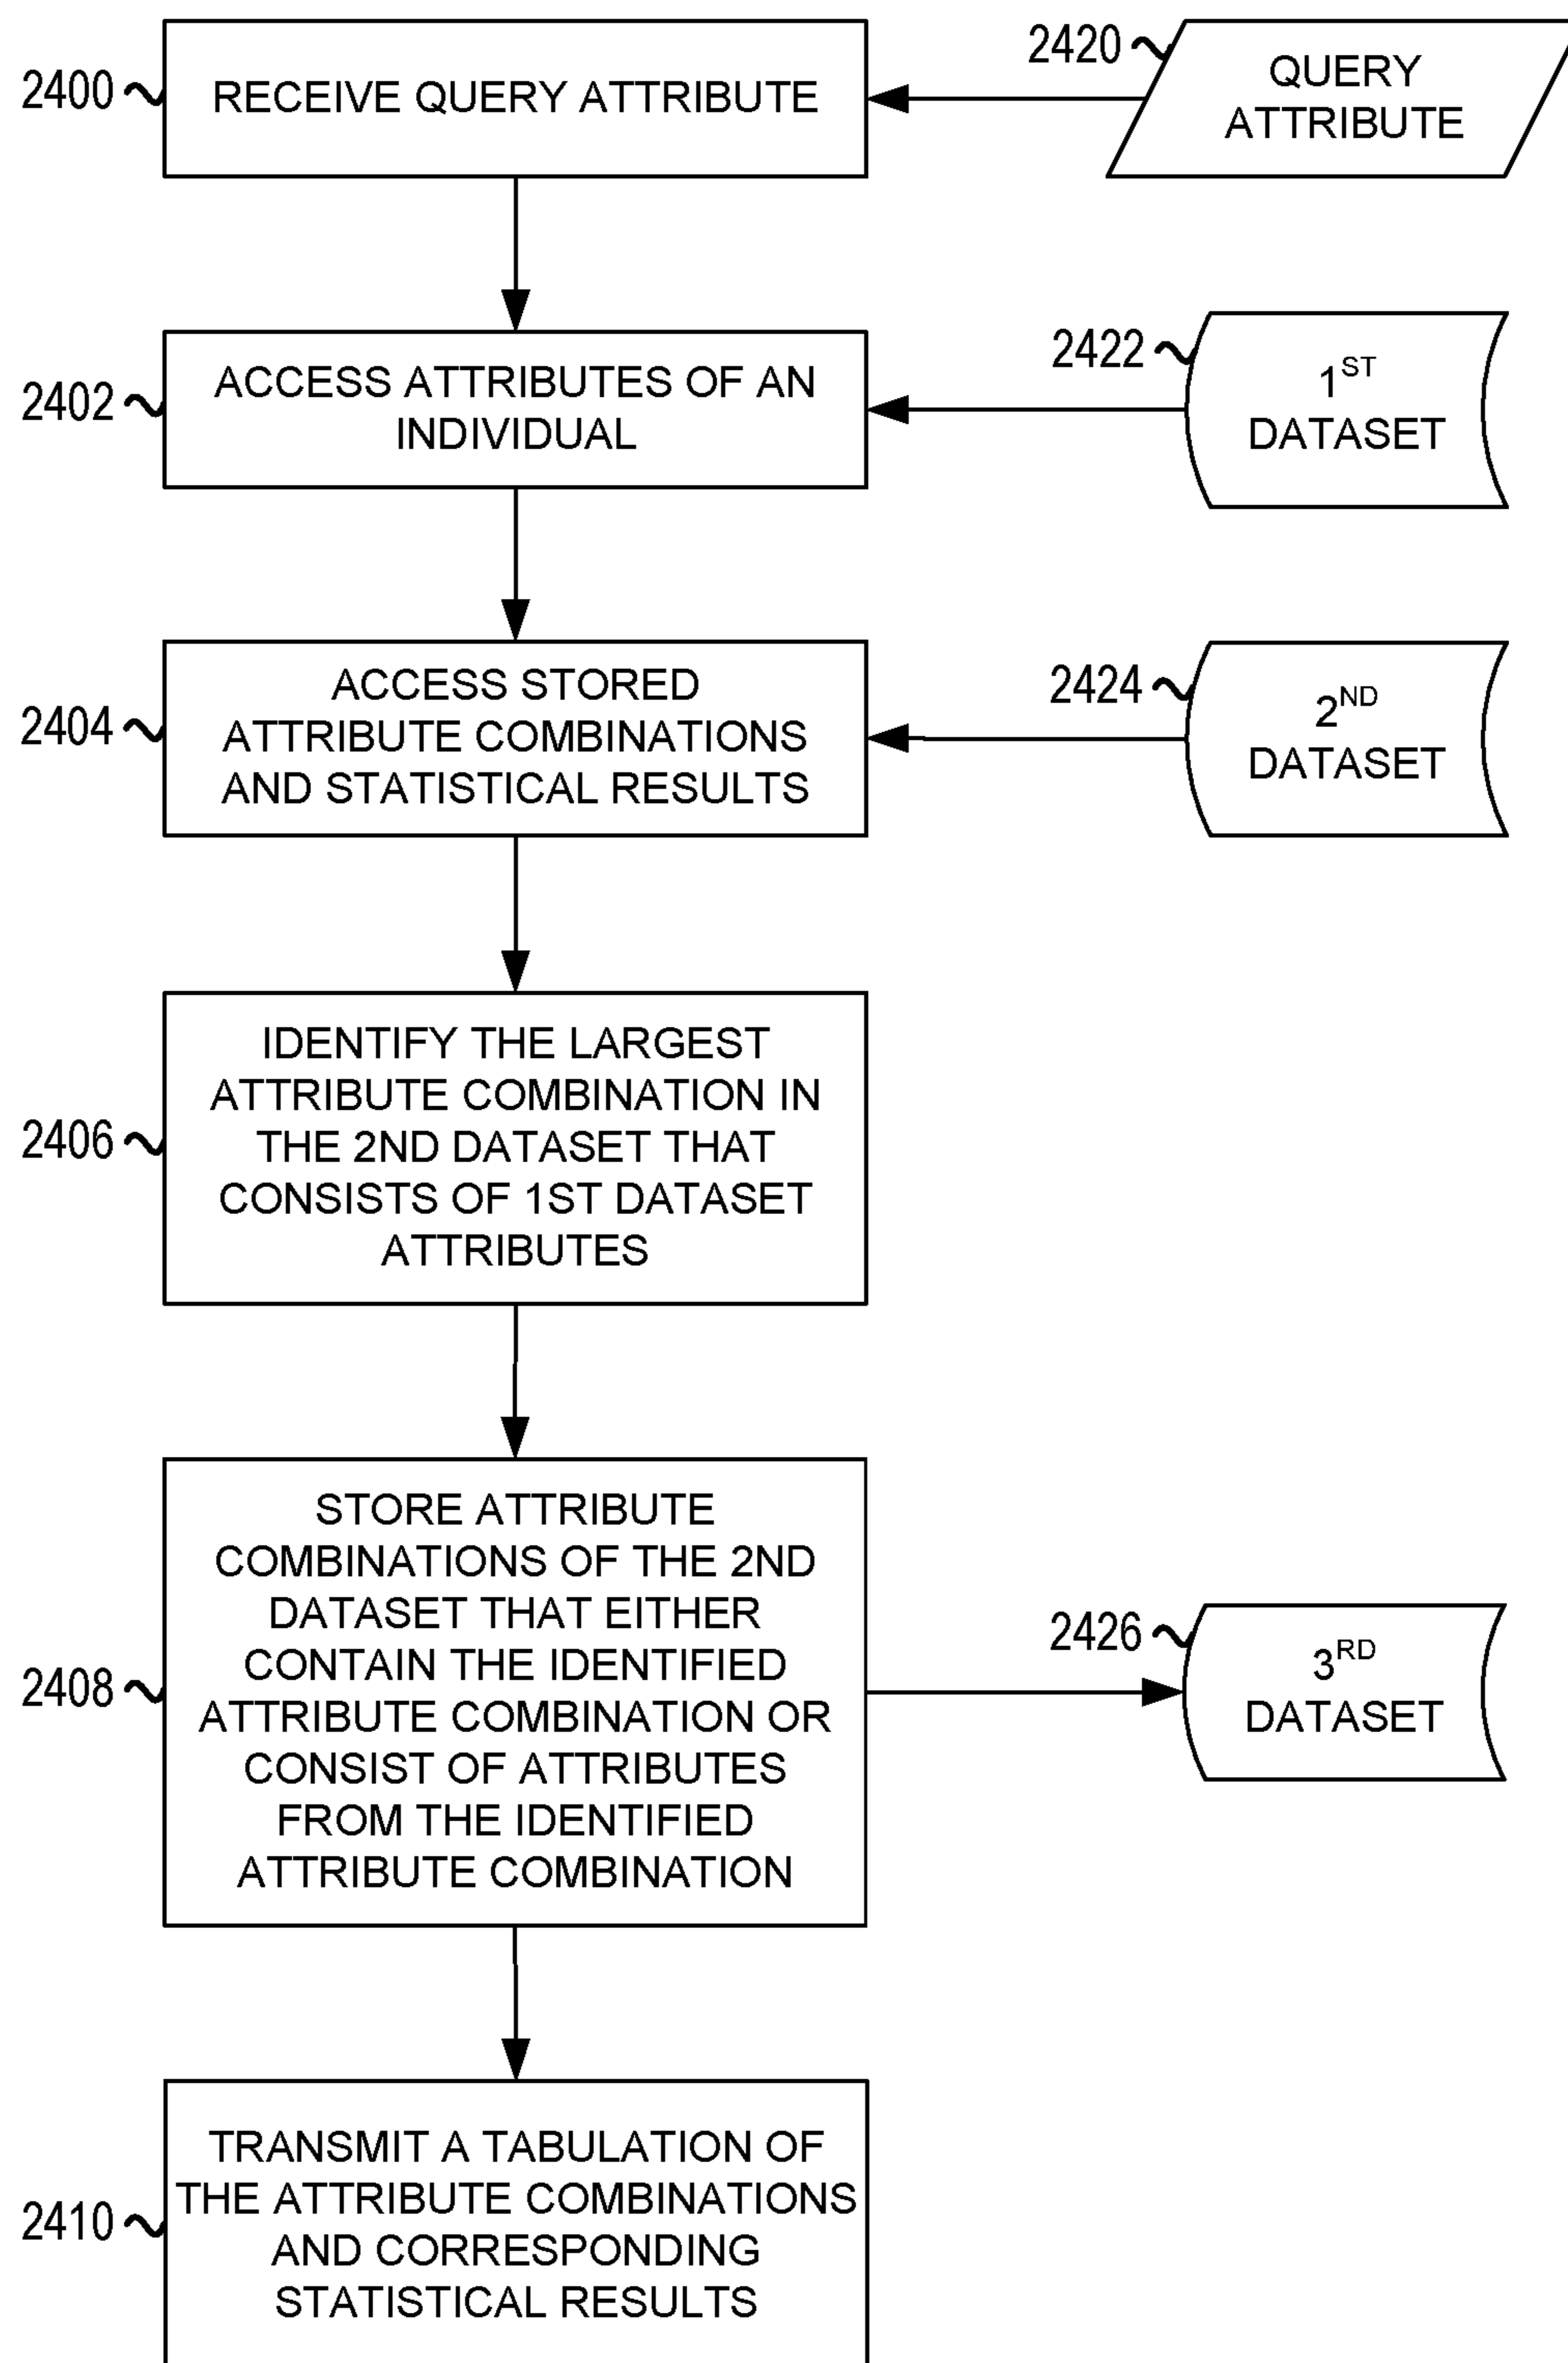 2400
RECEIVE QUERY ATTRIBUTE
2420
QUERY
ATTRIBUTE
2402
ACCESS ATTRIBUTES OF AN
INDIVIDUAL
2422
1ST
DATASET
2404
ACCESS STORED
ATTRIBUTE COMBINATIONS
AND STATISTICAL RESULTS
2424
2ND
DATASET
2406
IDENTIFY THE LARGEST
ATTRIBUTE COMBINATION IN
THE 2ND DATASET THAT
CONSISTS OF 1ST DATASET
ATTRIBUTES
2408
STORE ATTRIBUTE
COMBINATIONS OF THE 2ND
DATASET THAT EITHER
CONTAIN THE IDENTIFIED
ATTRIBUTE COMBINATION OR
CONSIST OF ATTRIBUTES
FROM THE IDENTIFIED
ATTRIBUTE COMBINATION
2426
3RD
DATASET
2410
TRANSMIT A TABULATION OF
THE ATTRIBUTE COMBINATIONS
AND CORRESPONDING
STATISTICAL RESULTS